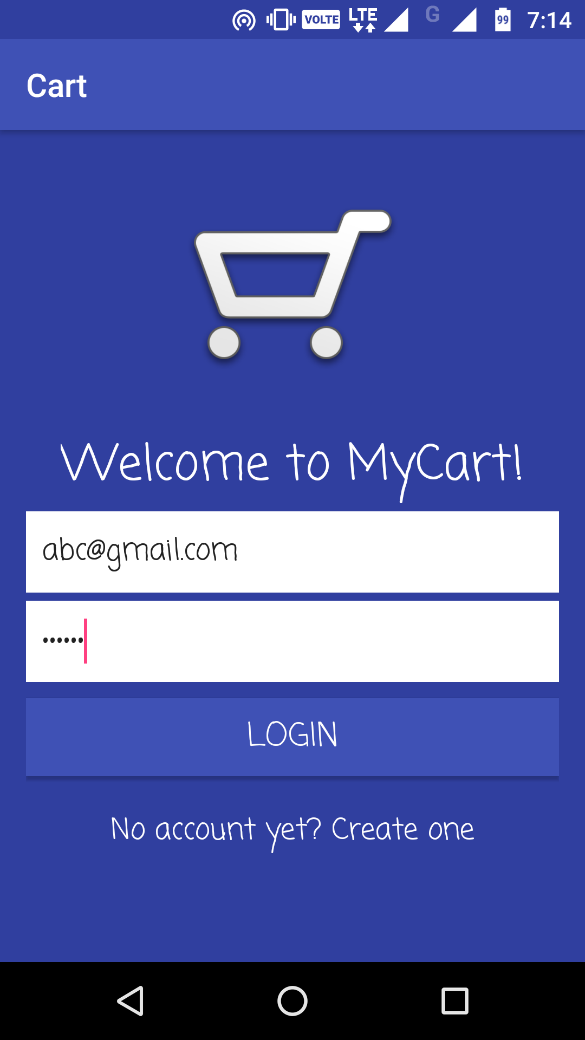 VOLTE LTE G 99 7:14
Cart
Welcome to MyCart!
abc@gmail.com
••••••
LOGIN
No account yet? Create one